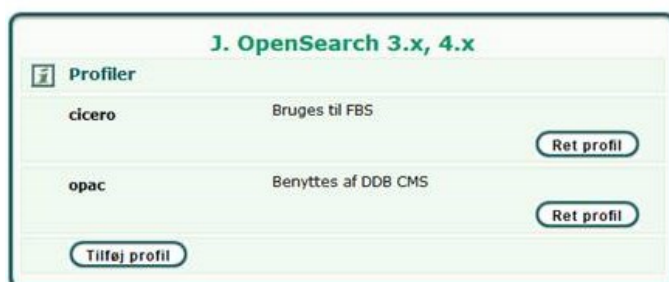 J. OpenSearch 3.x, 4.x
Profiler
cicero Bruges til FBS
Ret profil
opac Benyttes af DDB CMS
Ret profil
Tilføj profil